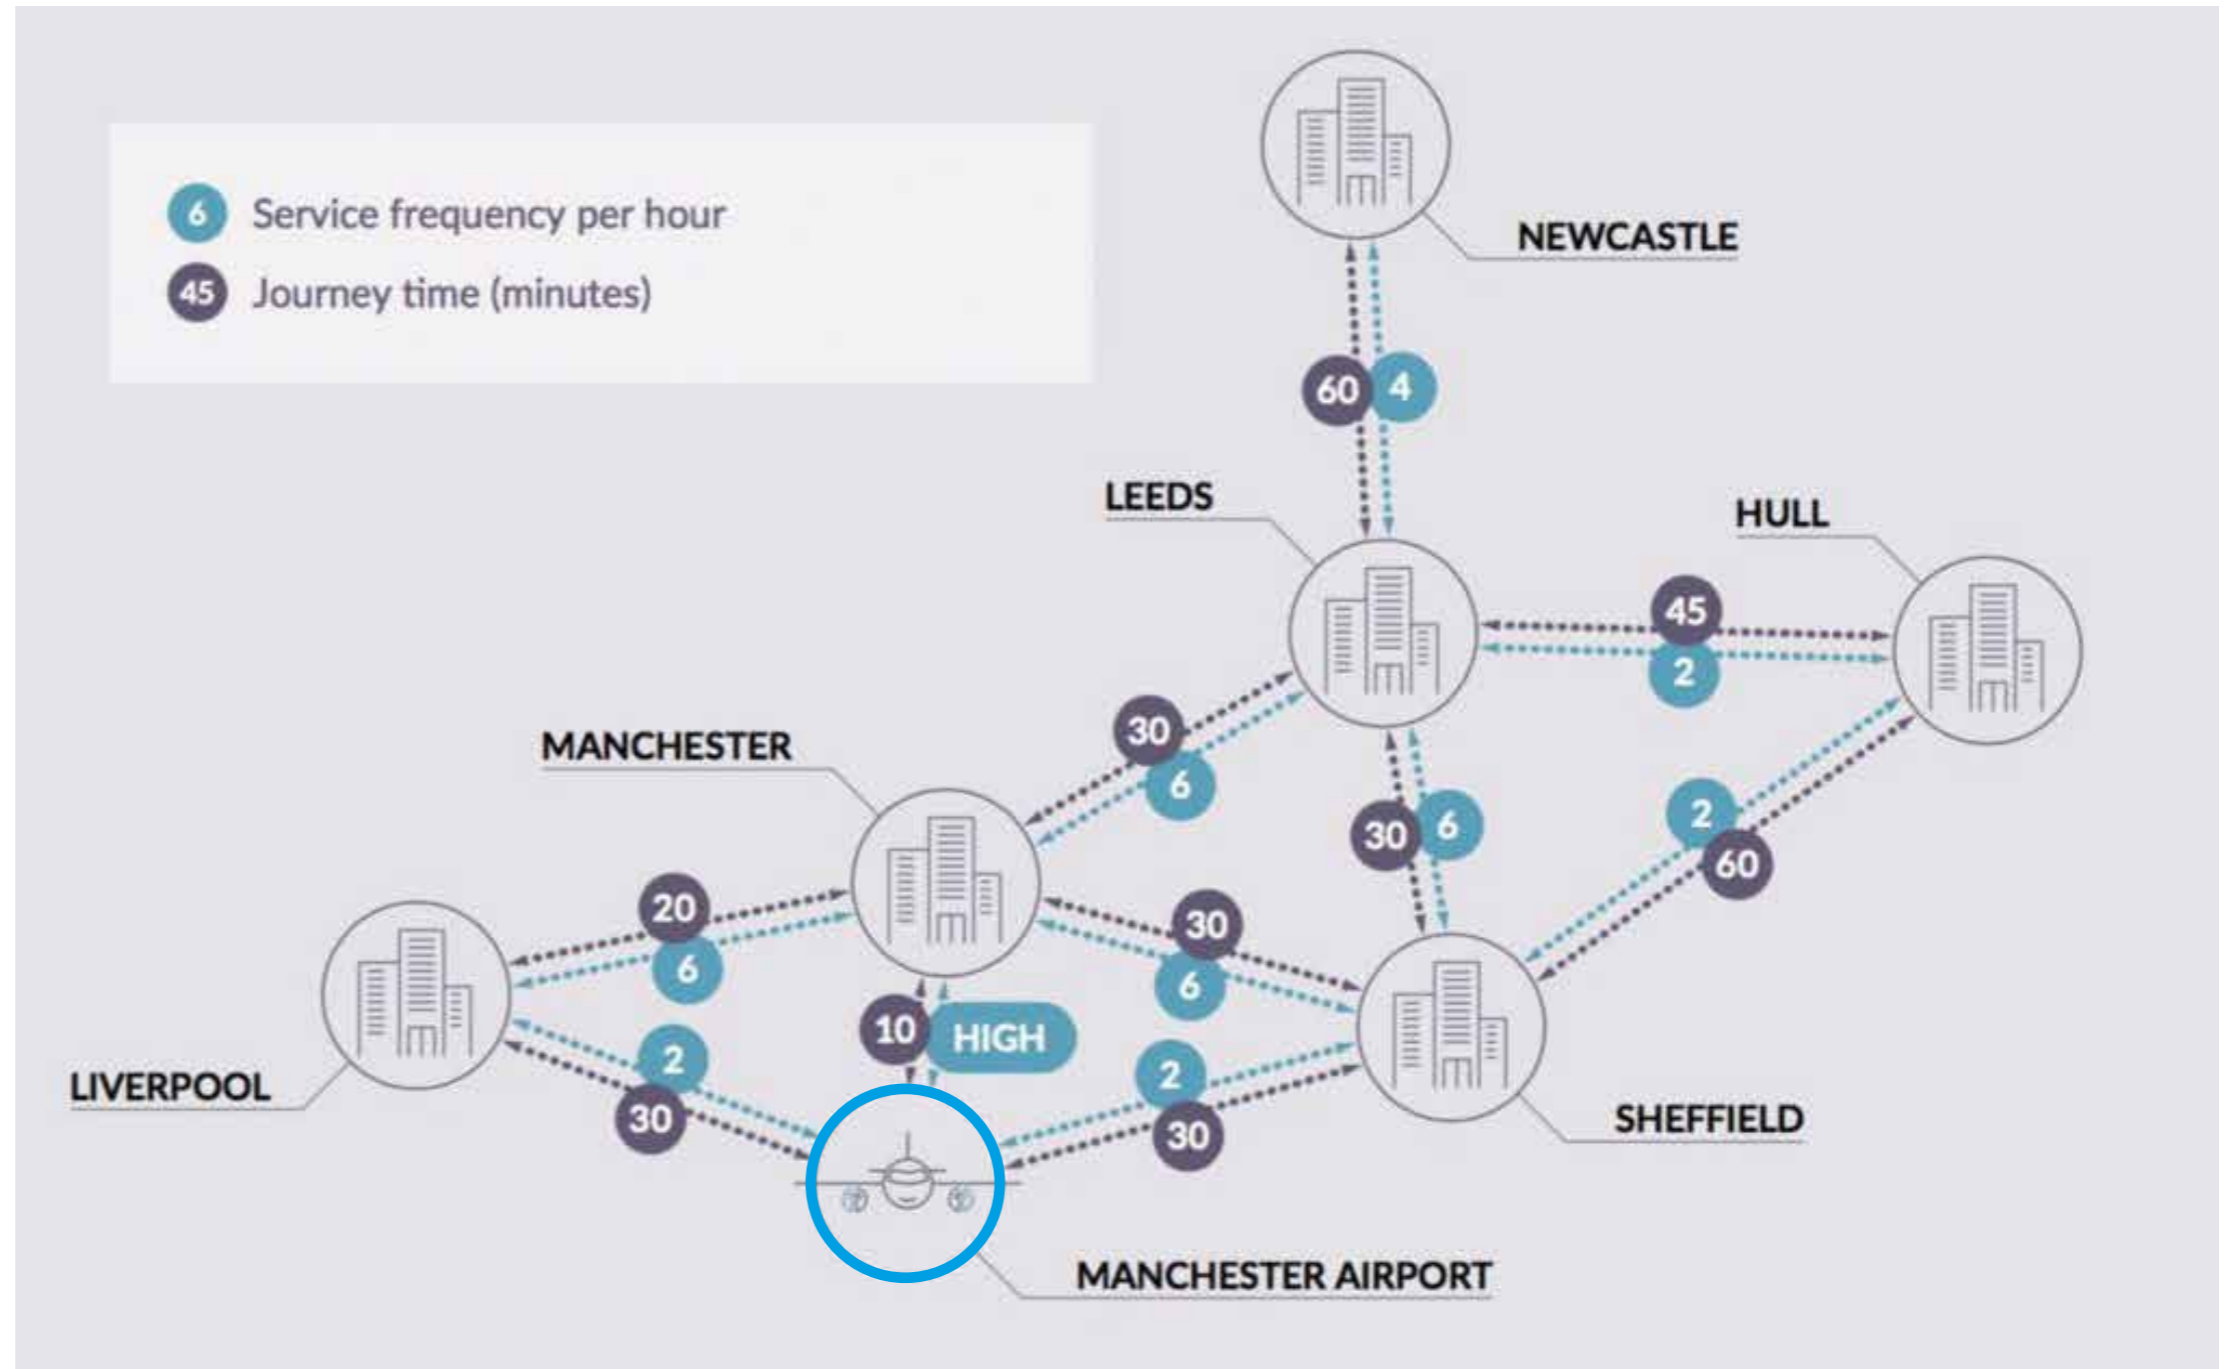 6 Service frequency per hour
45 Journey time (minutes)
NEWCASTLE
60 4
LEEDS
HULL
45
2
30
6
MANCHESTER
30 6
2
60
20
6
30
6
10 HIGH
2
30
2
30
LIVERPOOL
SHEFFIELD
MANCHESTER AIRPORT